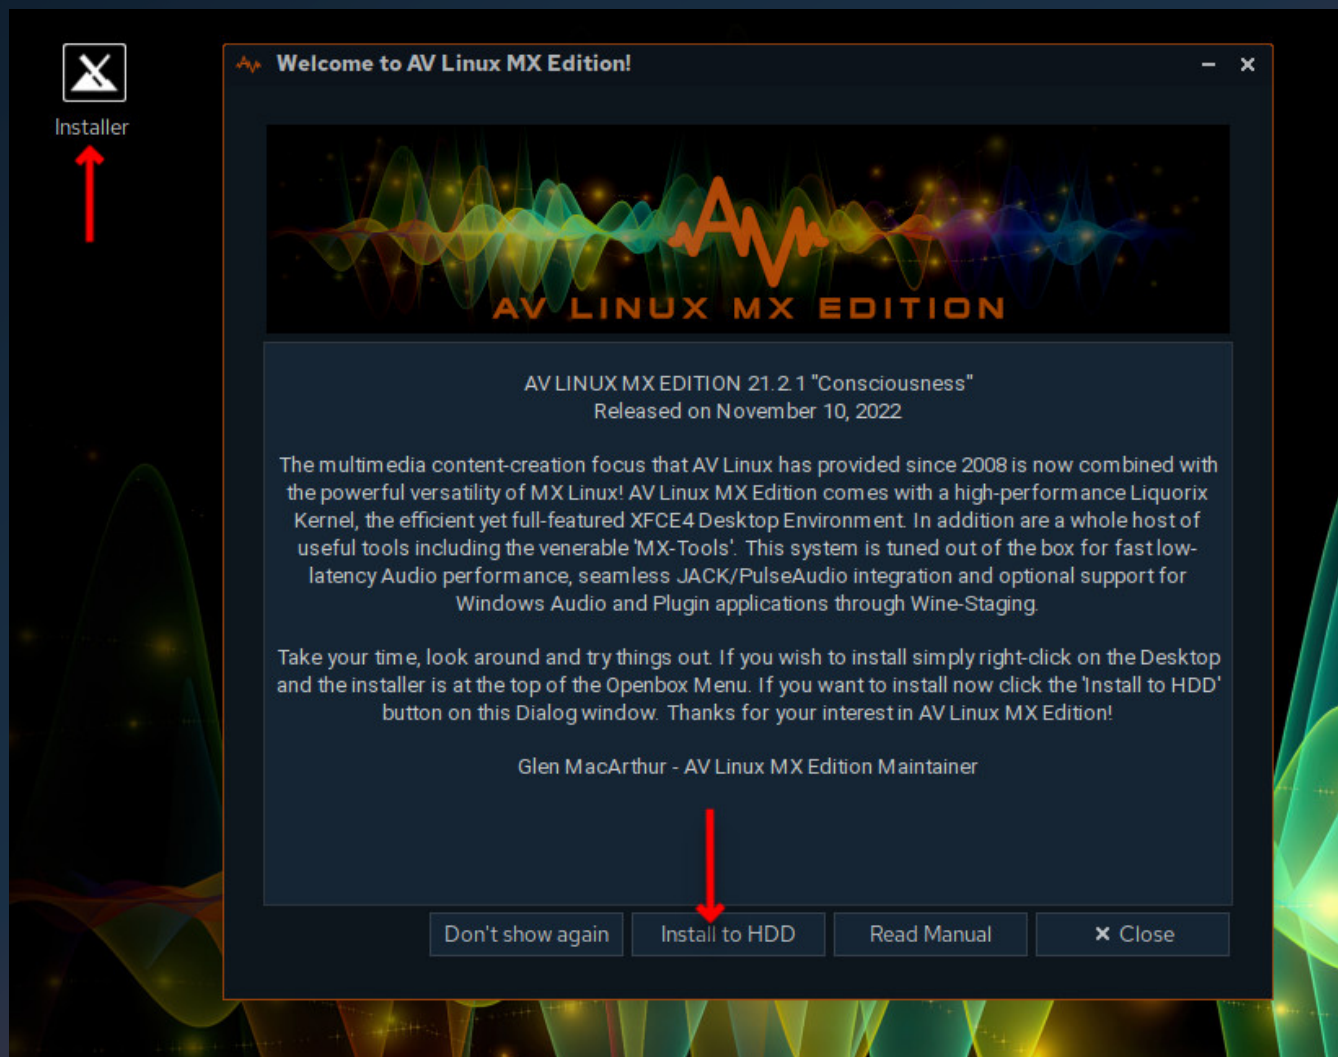 Installer
Welcome to AV Linux MX Edition!
AV LINUX MX EDITION
AV LINUX MX EDITION 21.2.1 "Consciousness"
Released on November 10, 2022
The multimedia content-creation focus that AV Linux has provided since 2008 is now combined with
the powerful versatility of MX Linux! AV Linux MX Edition comes with a high-performance Liquorix
Kernel, the efficient yet full-featured XFCE4 Desktop Environment. In addition are a whole host of
useful tools including the venerable 'MX-Tools'. This system is tuned out of the box for fast low-
latency Audio performance, seamless JACK/PulseAudio integration and optional support for
Windows Audio and Plugin applications through Wine-Staging.
Take your time, look around and try things out. If you wish to install simply right-click on the Desktop
and the installer is at the top of the Openbox Menu. If you want to install now click the 'Install to HDD'
button on this Dialog window. Thanks for your interest in AV Linux MX Edition!
Glen MacArthur - AV Linux MX Edition Maintainer
Don't show again
Install to HDD
Read Manual
Close